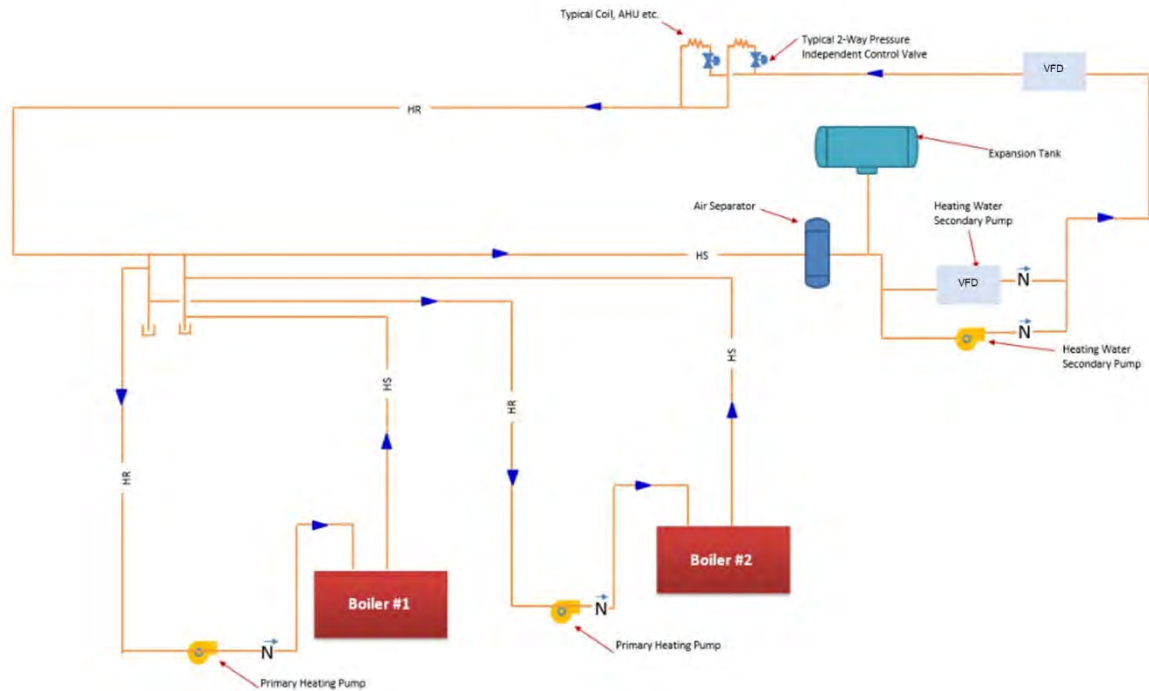 Typical Coil, AHU etc.
Typical 2-Way Pressure
Independent Control Valve
VFD
HR
Expansion Tank
Air Separator
Heating Water
Secondary Pump
HS
VFD
N
N
Heating Water
Secondary Pump
HS
HS
HR
HR
Boiler #2
Boiler #1
N
N
Primary Heating Pump
Primary Heating Pump